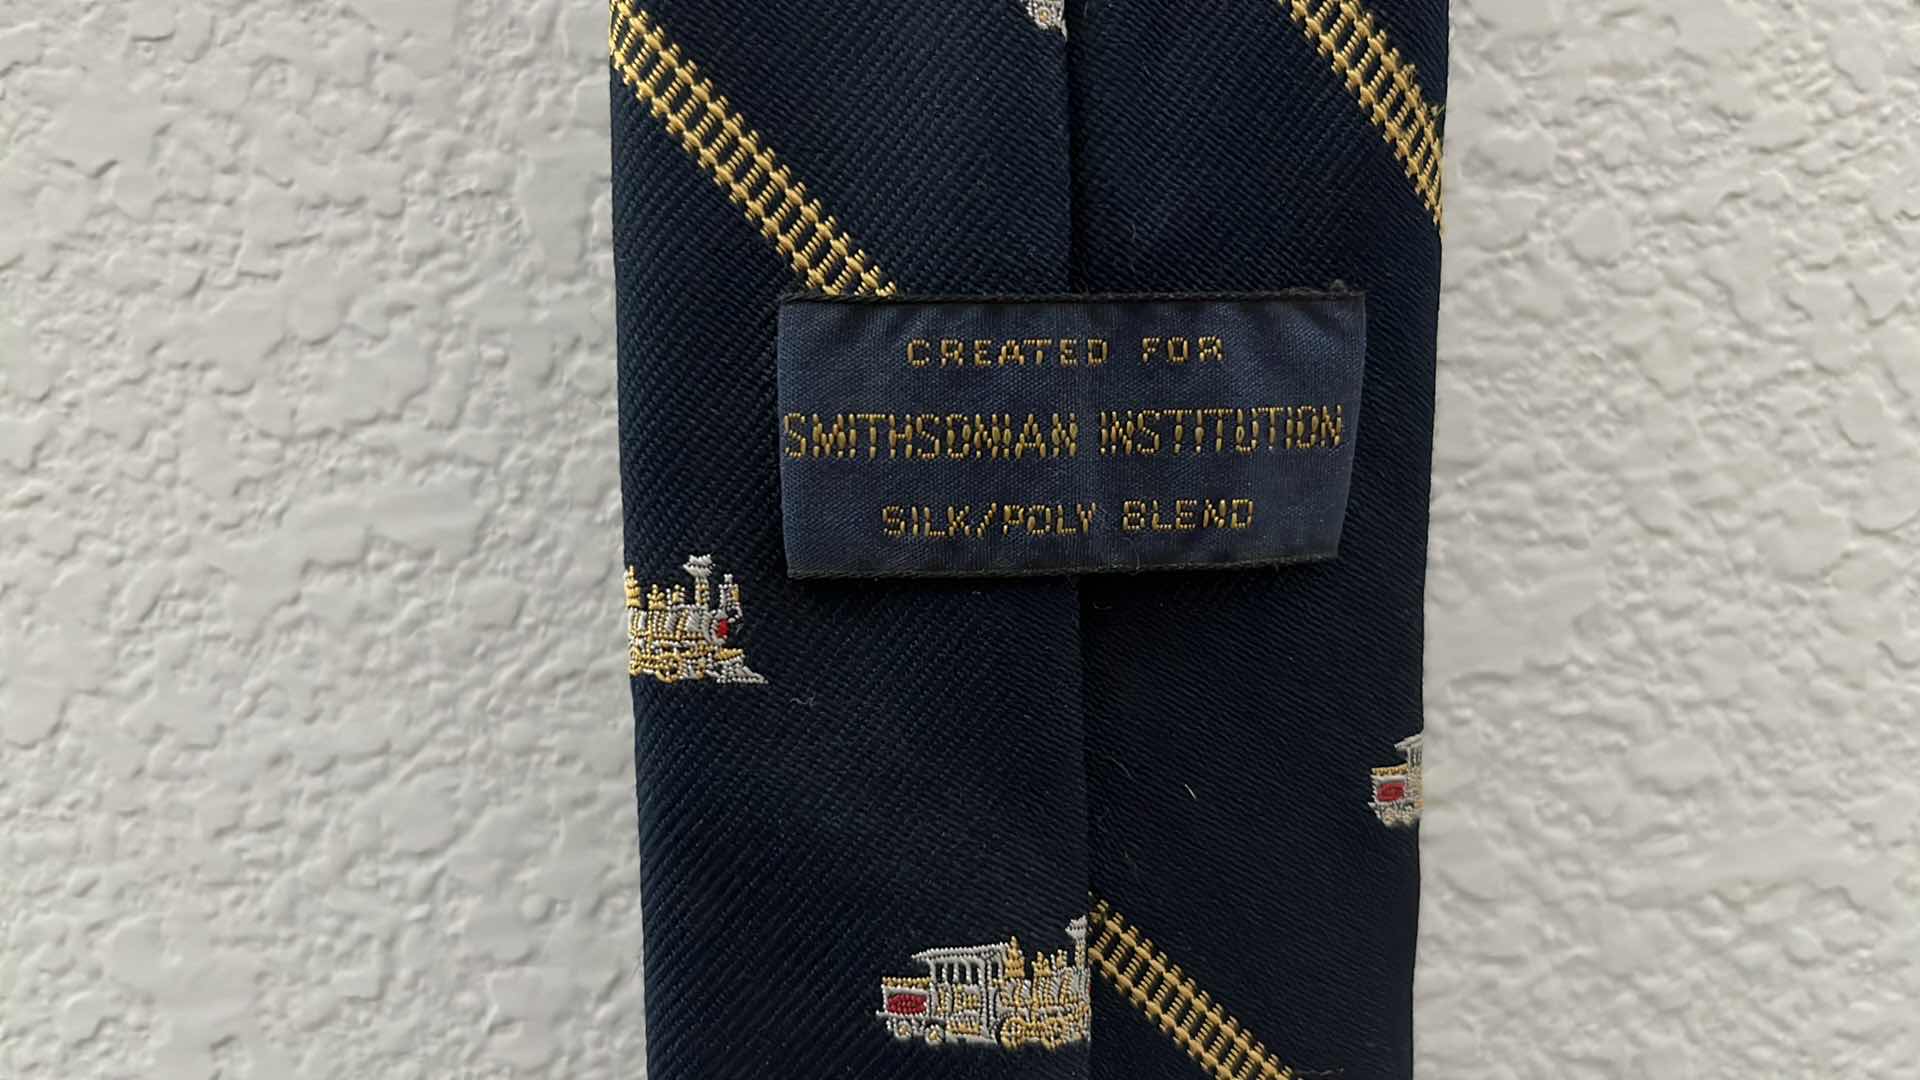 CREATED FOR
SMITHSONIAN INSTITUTION
SILK/POLY BLEND